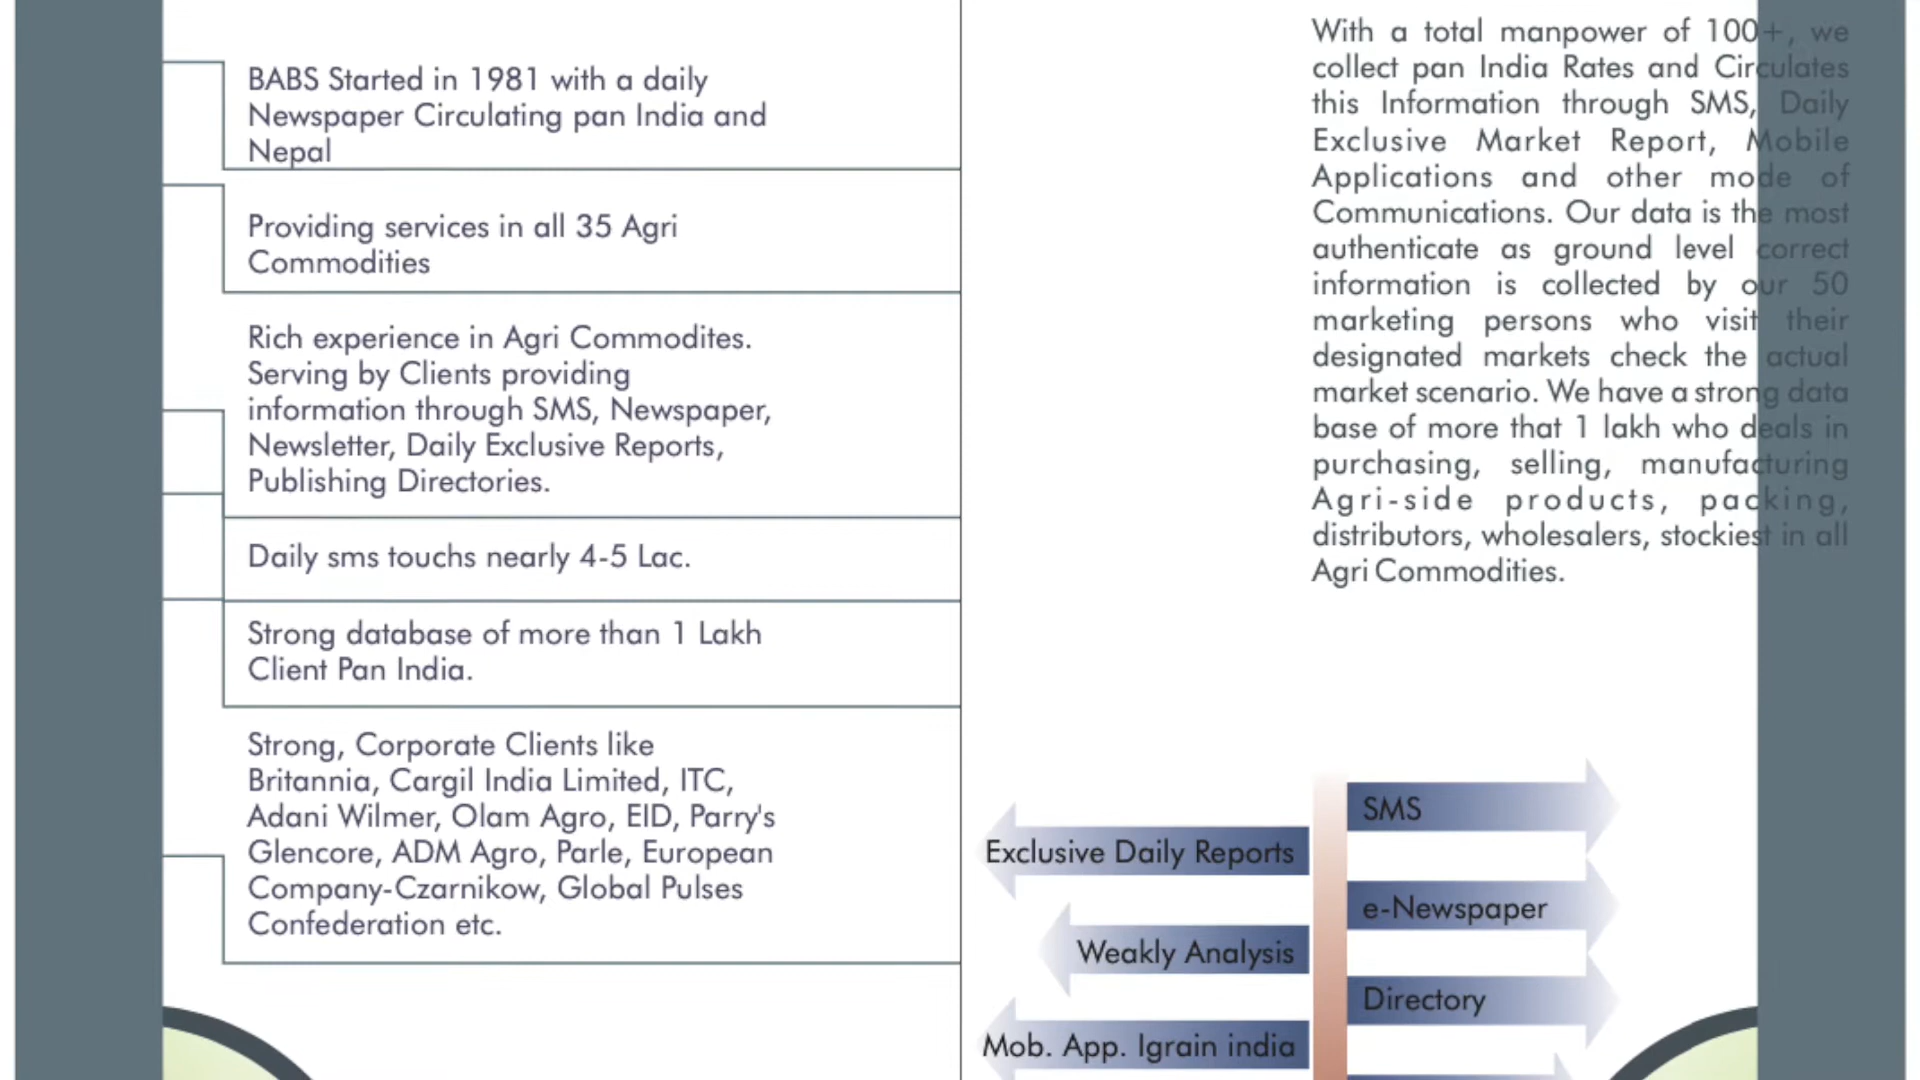 BABS Started in 1981 with a daily
Newspaper Circulating pan India and
Nepal
Providing services in all 35 Agri
Commodities
Rich experience in Agri Commodites.
Serving by Clients providing
information through SMS, Newspaper,
Newsletter, Daily Exclusive Reports,
Publishing Directories.
Daily sms touchs nearly 4-5 Lac.
Strong database of more than 1 Lakh
Client Pan India.
Strong, Corporate Clients like
Britannia, Cargil India Limited, ITC,
Adani Wilmer, Olam Agro, EID, Parry's
Glencore, ADM Agro, Parle, European
Company-Czarnikow, Global Pulses
Confederation etc.
With a total manpower of 100+, we
collect pan India Rates and Circulates
this Information through SMS, Daily
Exclusive Market Report, Mobile
Applications and other mode of
Communications. Our data is the most
authenticate as ground level correct
information is collected by our 50
marketing persons who visit their
designated markets check the actual
market scenario. We have a strong data
base of more that 1 lakh who deals in
purchasing, selling, manufacturing
Agri-side products, packing,
distributors, wholesalers, stockiest in all
Agri Commodities.
SMS
Exclusive Daily Reports
e-Newspaper
Weakly Analysis
Directory
Mob. App. Igrain india